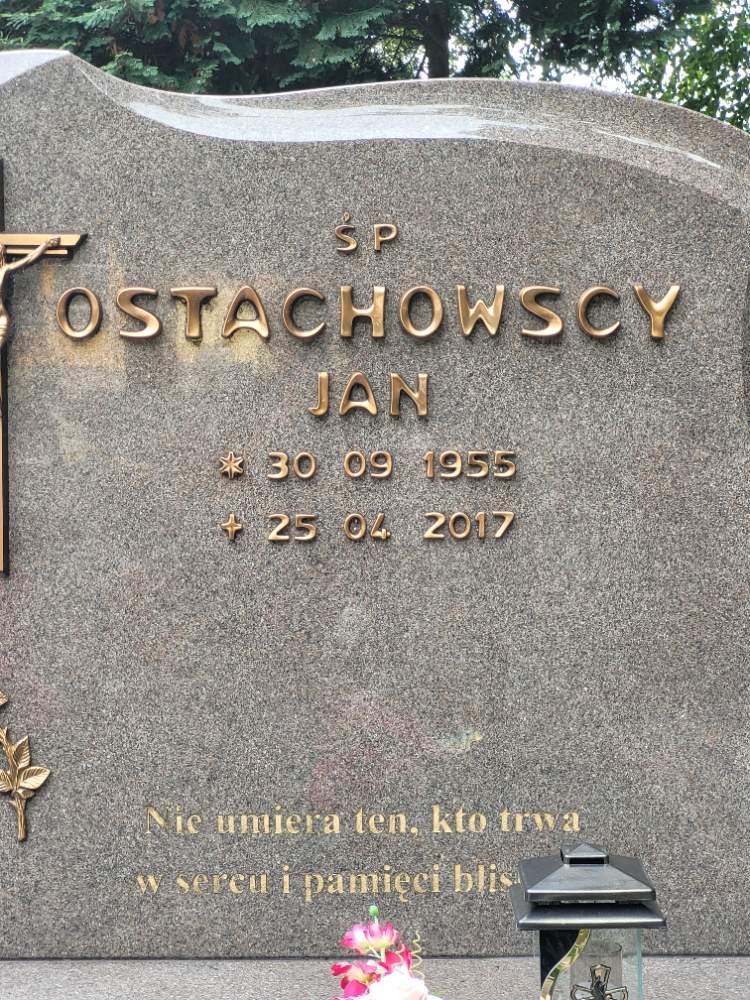 ŚP
OSTACHOWSCY
JAN
* 30 09 1955
+ 25 04 2017
Nie umiera ten, kto trwa
w sercu i pamięci